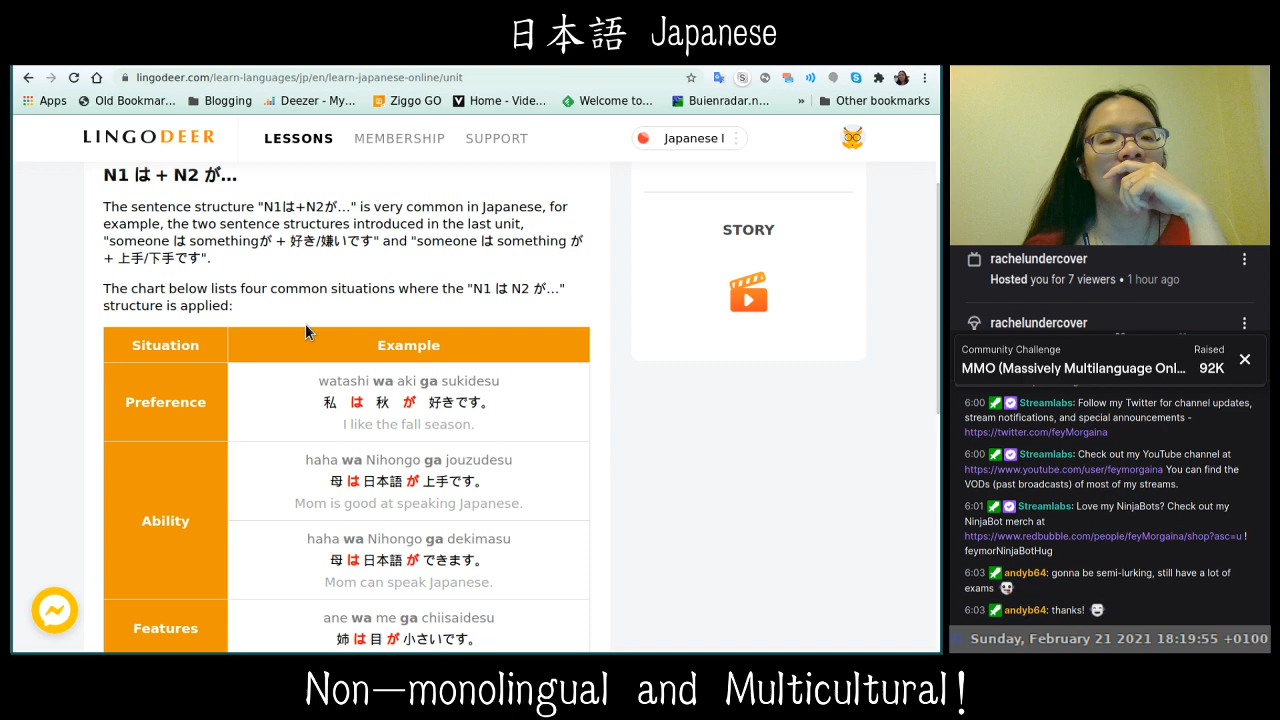 日本語 Japanese
lingodeer.com/learn-languages/jp/en/learn-japanese-online/unit
Apps Old Bookmar... Blogging Deezer - My... Ziggo GO Home - Vide... Welcome to... Buienradar.n... » Other bookmarks
LINGODEER LESSONS MEMBERSHIP SUPPORT Japanese I
N1 は + N2 が...
The sentence structure "N1は+N2が..." is very common in Japanese, for
example, the two sentence structures introduced in the last unit,
"someone は somethingが + 好き/嫌いです" and "someone は something が
+ 上手/下手です".
The chart below lists four common situations where the "N1 は N2 が..."
structure is applied:
Situation Example
Preference
watashi wa aki ga sukidesu
私 は 秋 が 好きです。
I like the fall season.
Ability
haha wa Nihongo ga jouzudesu
母 は 日本語 が 上手です。
Mom is good at speaking Japanese.
haha wa Nihongo ga dekimasu
母 は 日本語 が できます。
Mom can speak Japanese.
Features
ane wa me ga chiisaidesu
姉 は 目 が 小さいです。
STORY
rachelundercover
Hosted you for 7 viewers • 1 hour ago
rachelundercover
Community Challenge Raised
MMO (Massively Multilanguage Onl... 92K
6:00 Streamlabs: Follow my Twitter for channel updates,
stream notifications, and special announcements -
https://twitter.com/feyMorgaina
6:00 Streamlabs: Check out my YouTube channel at
https://www.youtube.com/user/feymorgaina You can find the
VODs (past broadcasts) of most of my streams.
6:01 Streamlabs: Love my NinjaBots? Check out my
NinjaBot merch at
https://www.redbubble.com/people/feyMorgaina/shop?asc=u !
feymorNinjaBotHug
6:03 andyb64: gonna be semi-lurking, still have a lot of
exams
6:03 andyb64: thanks!
Sunday, February 21 2021 18:19:55 +0100
Non-monolingual and Multicultural!